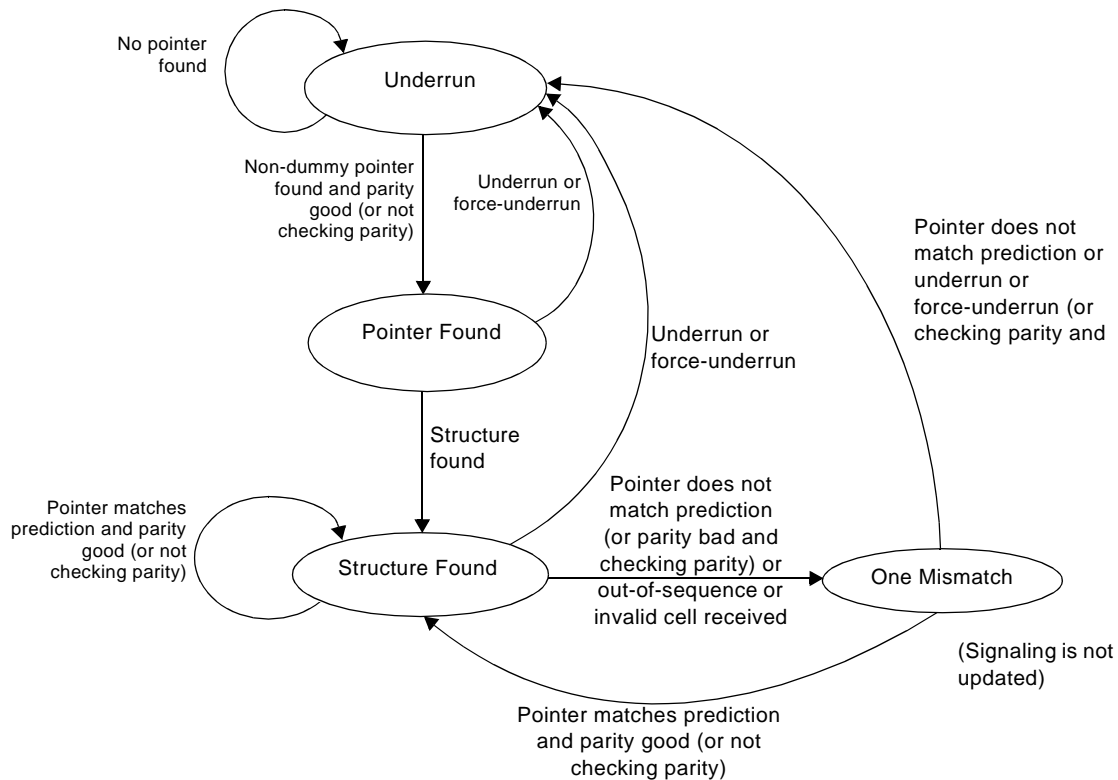 No pointer
found
Underrun
Non-dummy pointer
found and parity
good (or not
checking parity)
Underrun or
force-underrun
Pointer does not
match prediction or
underrun or
force-underrun (or
checking parity and
Pointer Found
Underrun or
force-underrun
Structure
found
Pointer matches
prediction and parity
good (or not
checking parity)
Structure Found
Pointer does not
match prediction
(or parity bad and
checking parity) or
out-of-sequence or
invalid cell received
One Mismatch
(Signaling is not
updated)
Pointer matches prediction
and parity good (or not
checking parity)